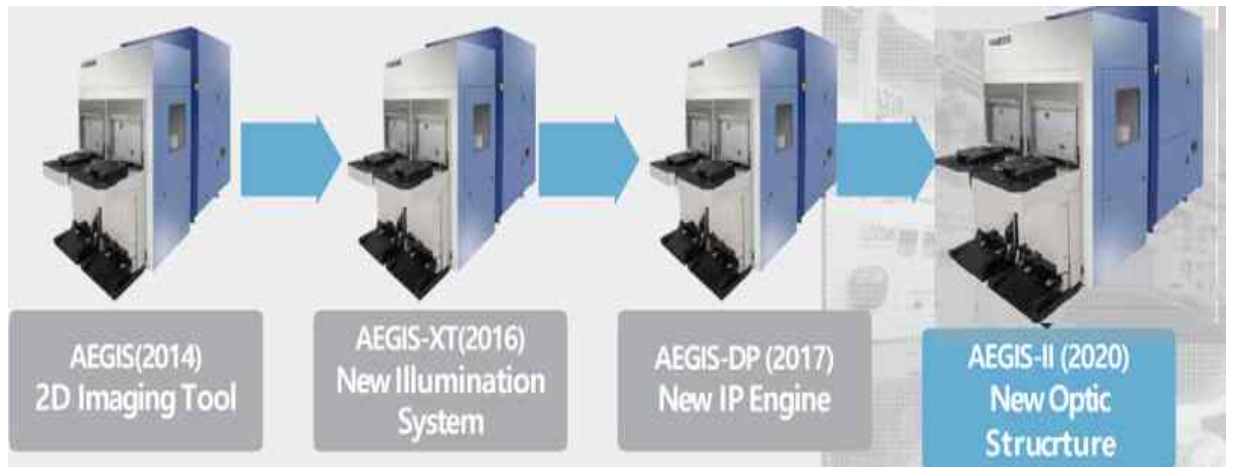 AEGIS(2014)
2D Imaging Tool
AEGIS-XT(2016)
New Illumination
System
AEGIS-DP (2017)
New IP Engine
AEGIS-II (2020)
New Optic
Strucrture